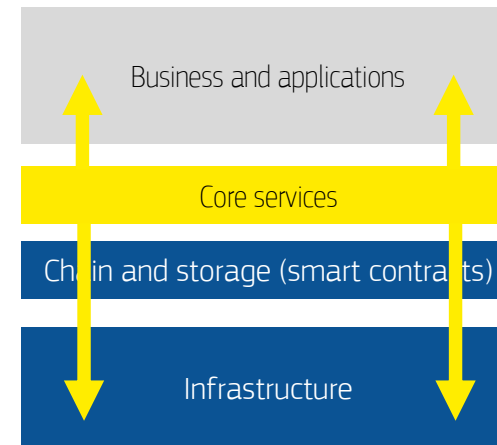 Business and applications
Core services
Chain and storage (smart contracts)
Infrastructure